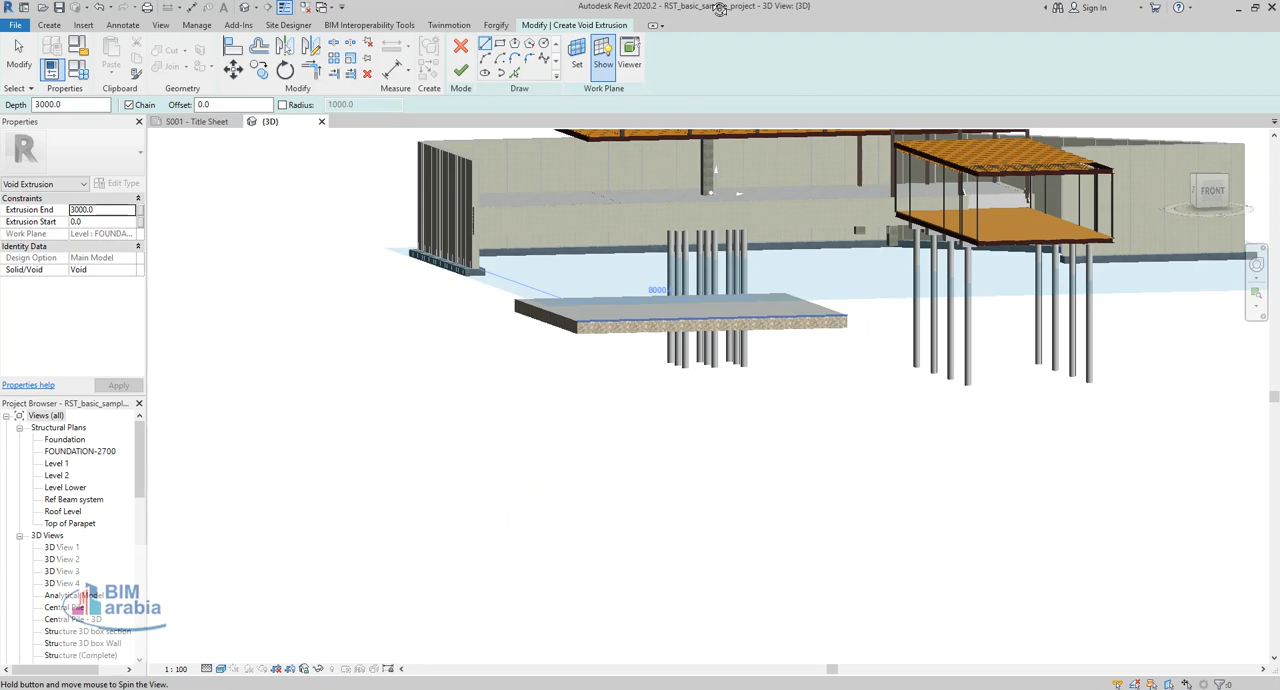 Autodesk Revit 2020.2 - RST_basic_sample_project - 3D View: {3D}
Sign In
File Create Insert Annotate View Manage Add-Ins Site Designer BIM Interoperability Tools Twinmotion Forgify Modify | Create Void Extrusion
Modify Paste Cut Join Set Show Viewer
Select Properties Clipboard Geometry Modify Measure Create Mode Draw Work Plane
Depth 3000.0 Chain Offset: 0.0 Radius: 1000.0
Properties
S001 - Title Sheet
{3D}
R
Void Extrusion
Edit Type
Constraints
Extrusion End 3000.0
Extrusion Start 0.0
Work Plane Level : FOUNDA...
Identity Data
Design Option Main Model
Solid/Void Void
FRONT
8000
Properties help
Apply
Project Browser - RST_basic_sampl...
Views (all)
Structural Plans
Foundation
FOUNDATION-2700
Level 1
Level 2
Level Lower
Ref Beam system
Roof Level
Top of Parapet
3D Views
3D View 1
3D View 2
3D View 3
3D View 4
Analytical Model
Central Pile
Central Pile - 3D
Structure 3D box section
Structure 3D box Wall
Structure (Complete)
BIM
arabia
1 : 100
Hold button and move mouse to Spin the View.
:0